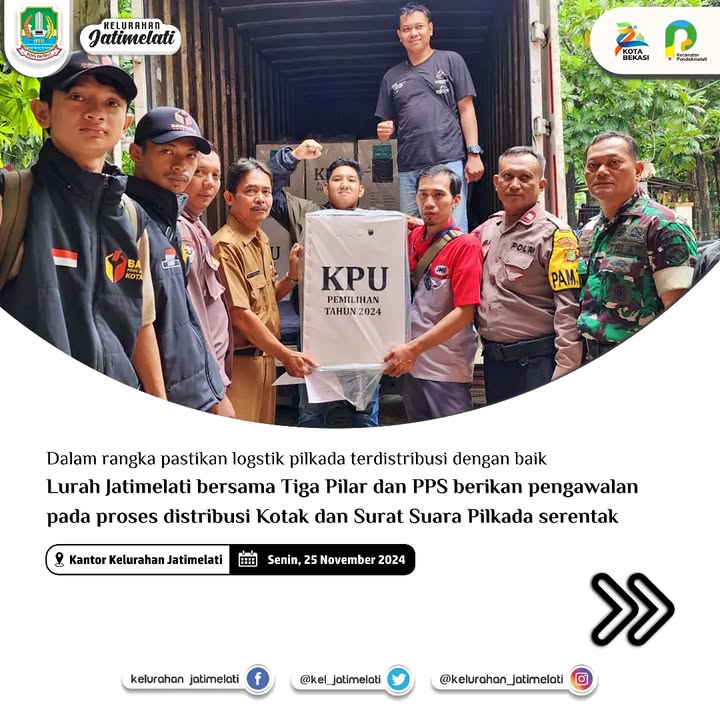 KELURAHAN
Jatimelati
KOTA
BEKASI
Kecamatan
Pondokmelati
KPU
PEMILIHAN
TAHUN 2024
POLRI
Dalam rangka pastikan logstik pilkada terdistribusi dengan baik
Lurah Jatimelati bersama Tiga Pilar dan PPS berikan pengawalan
pada proses distribusi Kotak dan Surat Suara Pilkada serentak
Kantor Kelurahan Jatimelati
Senin, 25 November 2024
kelurahan jatimelati
@kel_jatimelati
@kelurahan_jatimelati